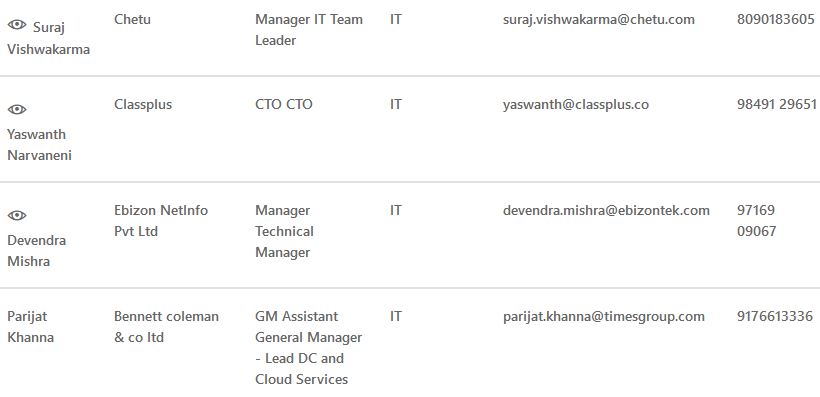 Suraj Vishwakarma Chetu Manager IT Team Leader IT suraj.vishwakarma@chetu.com 8090183605
Yaswanth Narvaneni Classplus CTO CTO IT yaswanth@classplus.co 98491 29651
Devendra Mishra Ebizon NetInfo Pvt Ltd Manager Technical Manager IT devendra.mishra@ebizontek.com 97169 09067
Parijat Khanna Bennett coleman & co ltd GM Assistant General Manager - Lead DC and Cloud Services IT parijat.khanna@timesgroup.com 9176613336